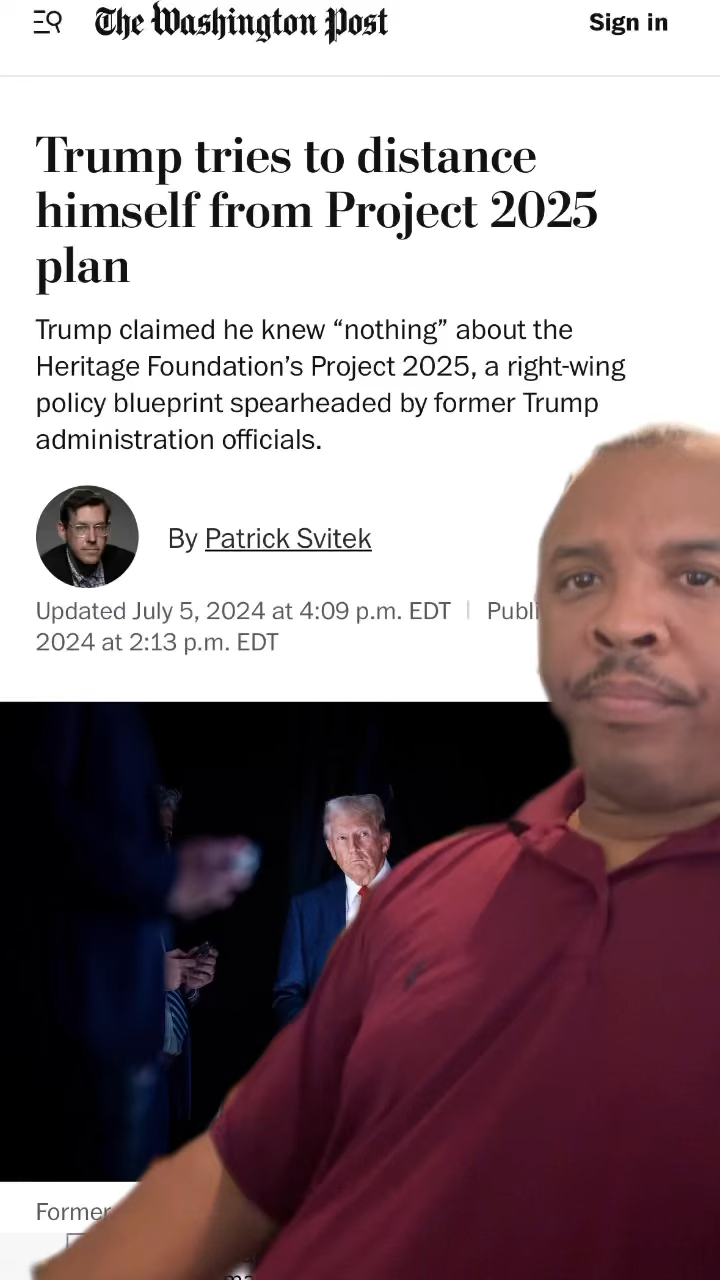 The Washington Post
Sign in
Trump tries to distance
himself from Project 2025
plan
Trump claimed he knew “nothing” about the
Heritage Foundation’s Project 2025, a right-wing
policy blueprint spearheaded by former Trump
administration officials.
By Patrick Svitek
Updated July 5, 2024 at 4:09 p.m. EDT | Publi
2024 at 2:13 p.m. EDT
Former